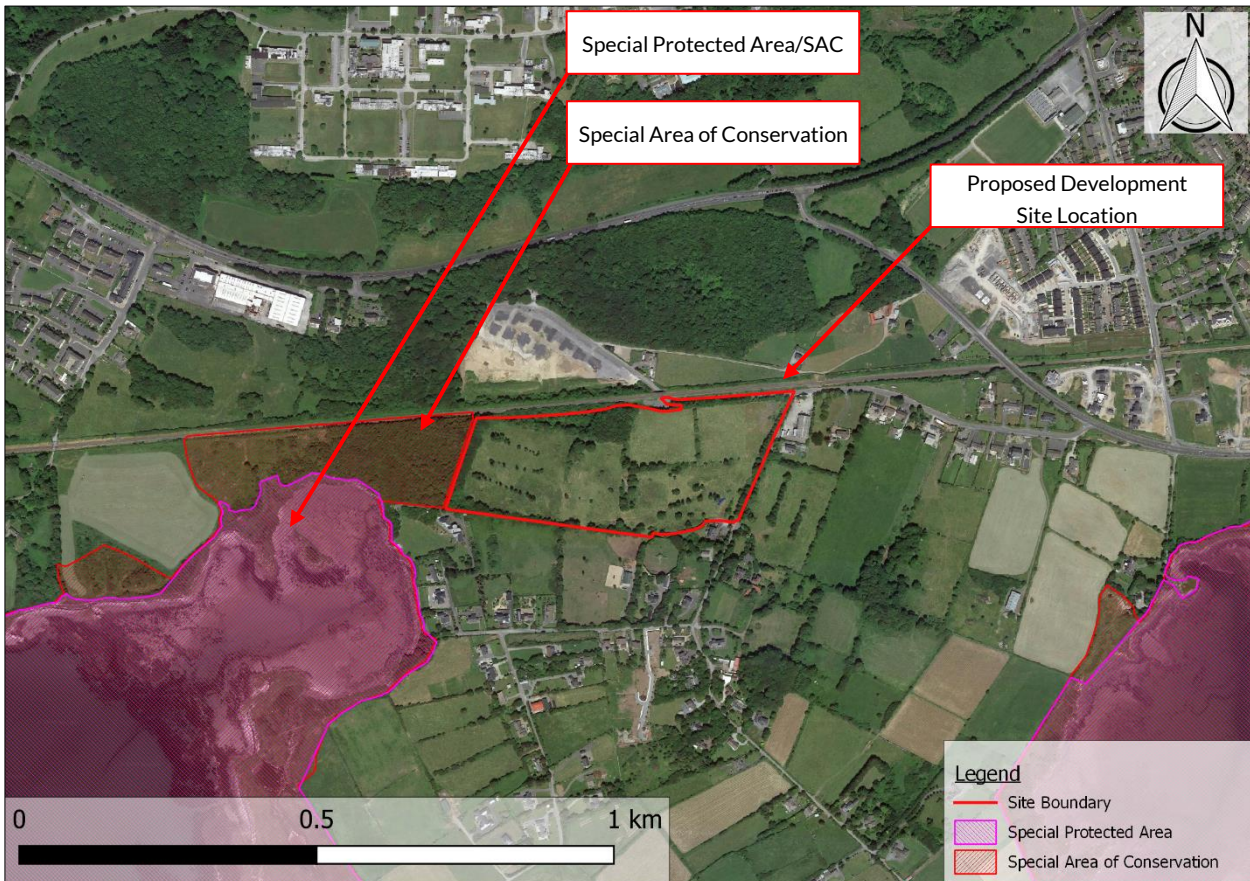 N
Special Protected Area/SAC
Special Area of Conservation
Proposed Development
Site Location
Legend
Site Boundary
Special Protected Area
Special Area of Conservation
0 0.5 1 km